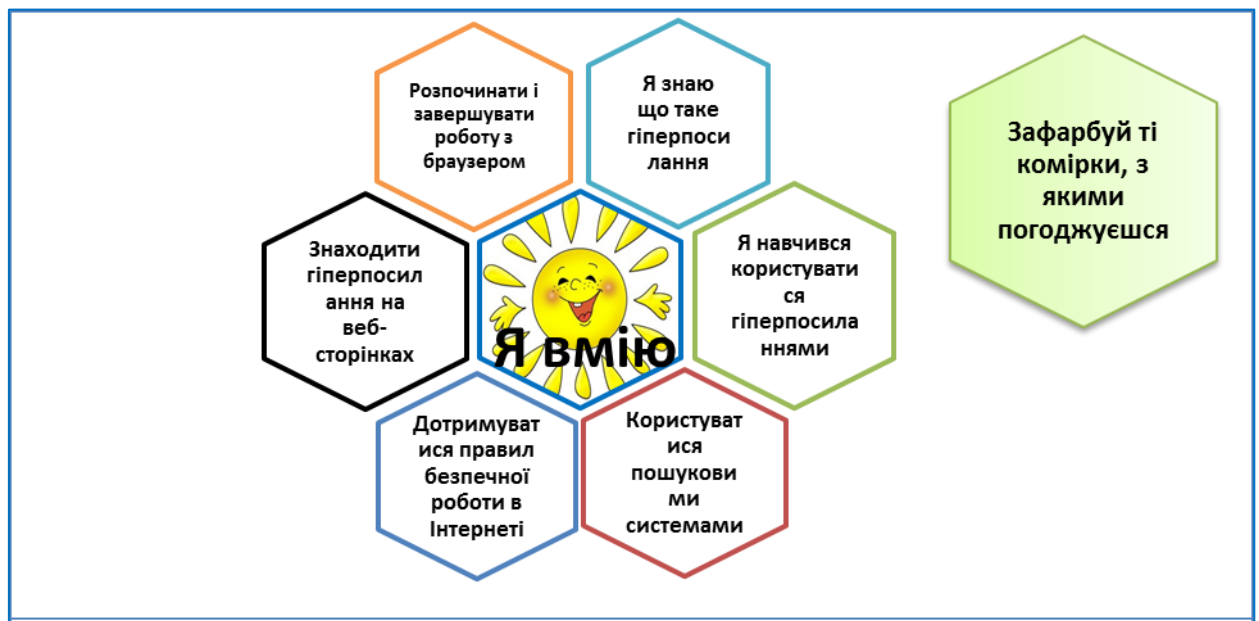 Розпочинати і
завершувати
роботу з
браузером
Я знаю
що таке
гіперпоси
лання
Зафарбуй ті
комірки, з
якими
погоджуєшся
Знаходити
гіперпосил
ання на
веб-
сторінках
Я вмію
Я навчився
користувати
ся
гіперпосила
ннями
Дотримуват
ися правил
безпечної
роботи в
Інтернеті
Користуват
ися
пошукови
ми
системами